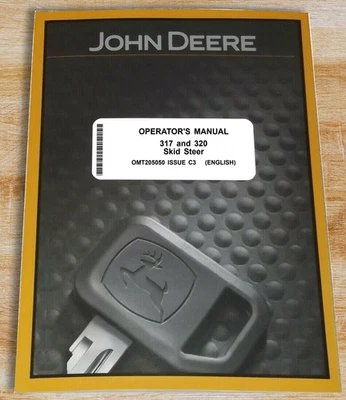 JOHN DEERE
OPERATOR'S MANUAL
317 and 320
Skid Steer
OMT205050 ISSUE C3 (ENGLISH)